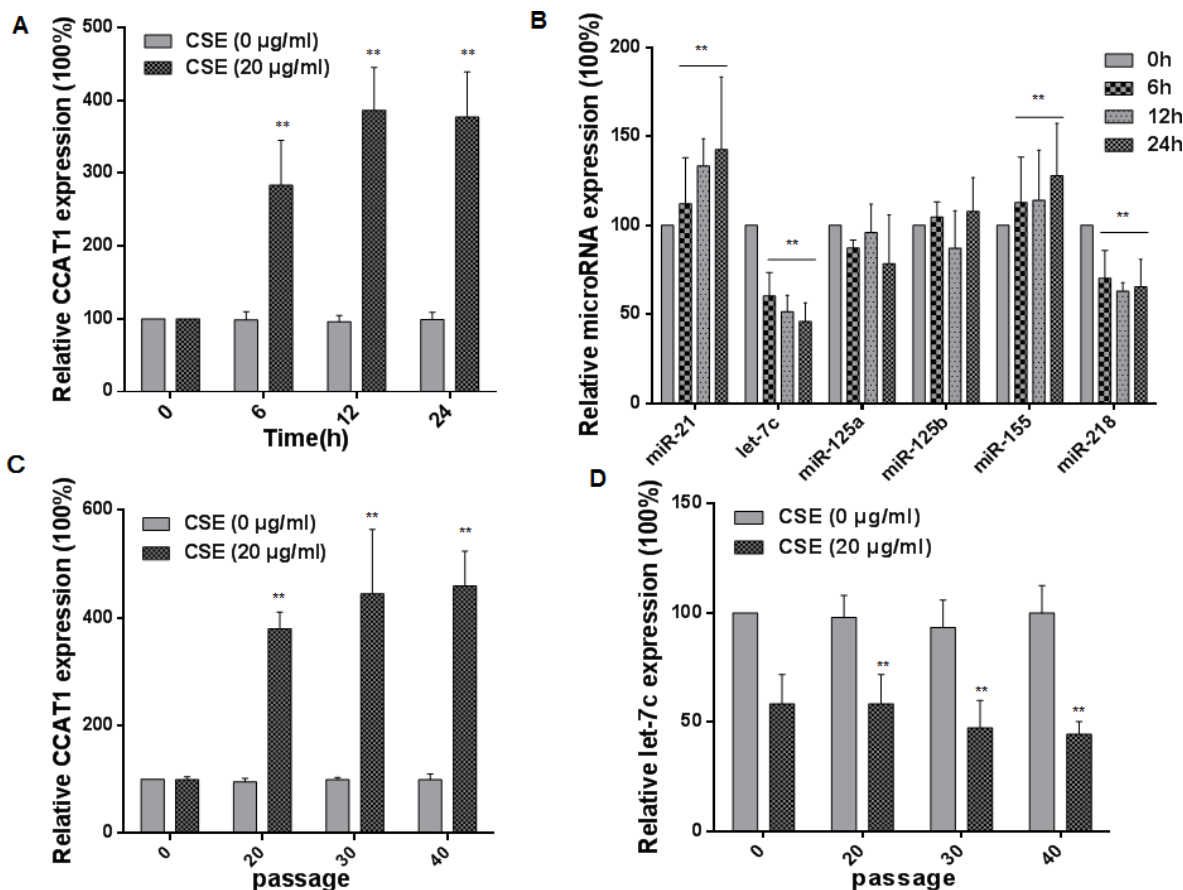 A
Relative CCAT1 expression (100%)
500
400
300
200
100
0
CSE (0 µg/ml)
CSE (20 µg/ml)
**
**
**
0
6
12
24
Time(h)
B
Relative microRNA expression (100%)
200
150
100
50
0
**
**
**
**
0h
6h
12h
24h
miR-21
let-7c
miR-125a
miR-125b
miR-155
miR-218
C
Relative CCAT1 expression (100%)
600
400
200
0
CSE (0 µg/ml)
CSE (20 µg/ml)
**
**
**
0
20
30
40
passage
D
Relative let-7c expression (100%)
150
100
50
0
CSE (0 µg/ml)
CSE (20 µg/ml)
**
**
**
0
20
30
40
passage